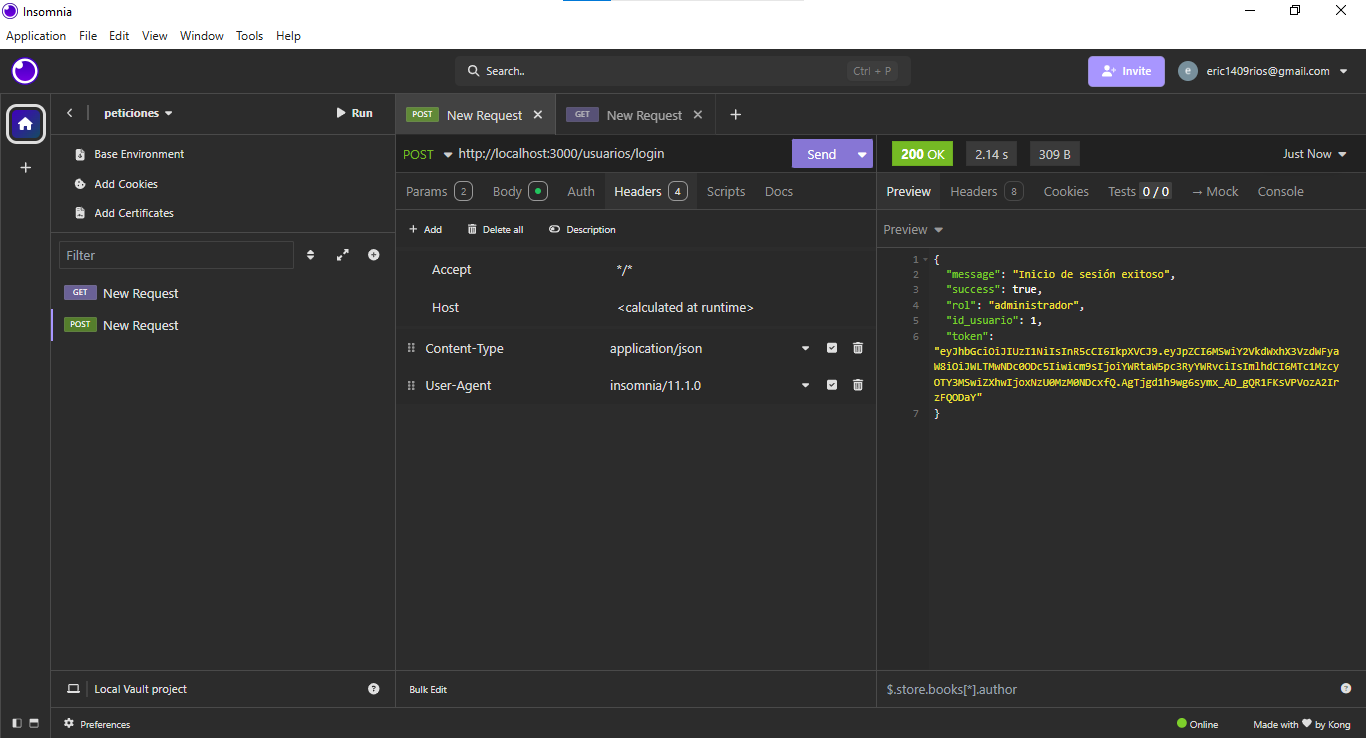 Insomnia
Application File Edit View Window Tools Help
Search.. Ctrl + P
Invite
e eric1409rios@gmail.com
peticiones Run
POST New Request
GET New Request
Base Environment
Add Cookies
Add Certificates
Filter
GET New Request
POST New Request
POST http://localhost:3000/usuarios/login Send
Params 2 Body Auth Headers 4 Scripts Docs
+ Add Delete all Description
Accept */*
Host <calculated at runtime>
Content-Type application/json
User-Agent insomnia/11.1.0
200 OK 2.14 s 309 B Just Now
Preview Headers 8 Cookies Tests 0 / 0 → Mock Console
Preview
1 {
2 "message": "Inicio de sesión exitoso",
3 "success": true,
4 "rol": "administrador",
5 "id_usuario": 1,
6 "token":
"eyJhbGciOiJIUzI1NiIsInR5cCI6IkpXVCJ9.eyJpZCI6MSwiY2VkdWxhX3VzdWFya
W8iOiJWLTMwNDc0ODc5Iiwicm9sIjoiYWRtaW5pc3RyYWRvciIsImlhdCI6MTc1Mzcy
OTY3MSwiZXhwIjoxNzU0MzM0NDcxfQ.AgTjgd1h9wg6symx_AD_gQR1FKsVPVozA2Ir
zFQODaY"
7 }
Local Vault project
Bulk Edit
$.store.books[*].author
Preferences
Online
Made with ❤ by Kong